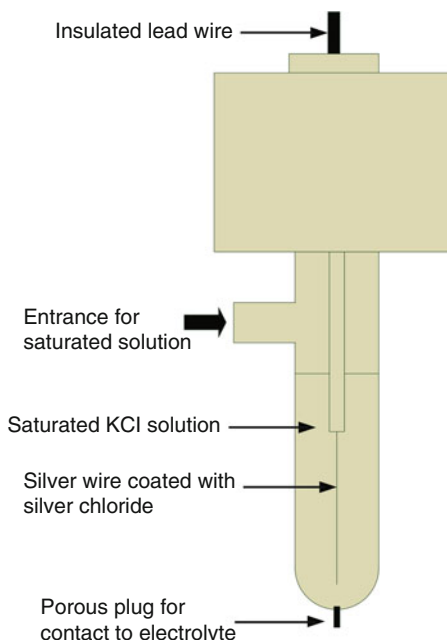 Insulated lead wire
Entrance for
saturated solution
Saturated KCI solution
Silver wire coated with
silver chloride
Porous plug for
contact to electrolyte